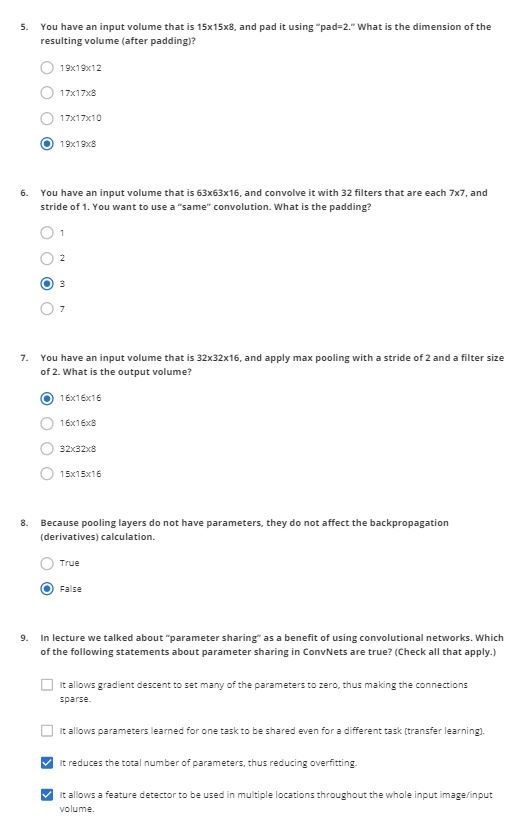 5. You have an input volume that is 15x15x8, and pad it using "pad=2." What is the dimension of the
resulting volume (after padding)?
19x19x12
17x17x8
17x17x10
19x19x8
6. You have an input volume that is 63x63x16, and convolve it with 32 filters that are each 7x7, and
stride of 1. You want to use a "same" convolution. What is the padding?
1
2
3
7
7. You have an input volume that is 32x32x16, and apply max pooling with a stride of 2 and a filter size
of 2. What is the output volume?
16x16x16
16x16x8
32x32x8
15x15x16
8. Because pooling layers do not have parameters, they do not affect the backpropagation
(derivatives) calculation.
True
False
9. In lecture we talked about "parameter sharing" as a benefit of using convolutional networks. Which
of the following statements about parameter sharing in ConvNets are true? (Check all that apply.)
It allows gradient descent to set many of the parameters to zero, thus making the connections
sparse.
It allows parameters learned for one task to be shared even for a different task (transfer learning).
It reduces the total number of parameters, thus reducing overfitting.
It allows a feature detector to be used in multiple locations throughout the whole input image/input
volume.